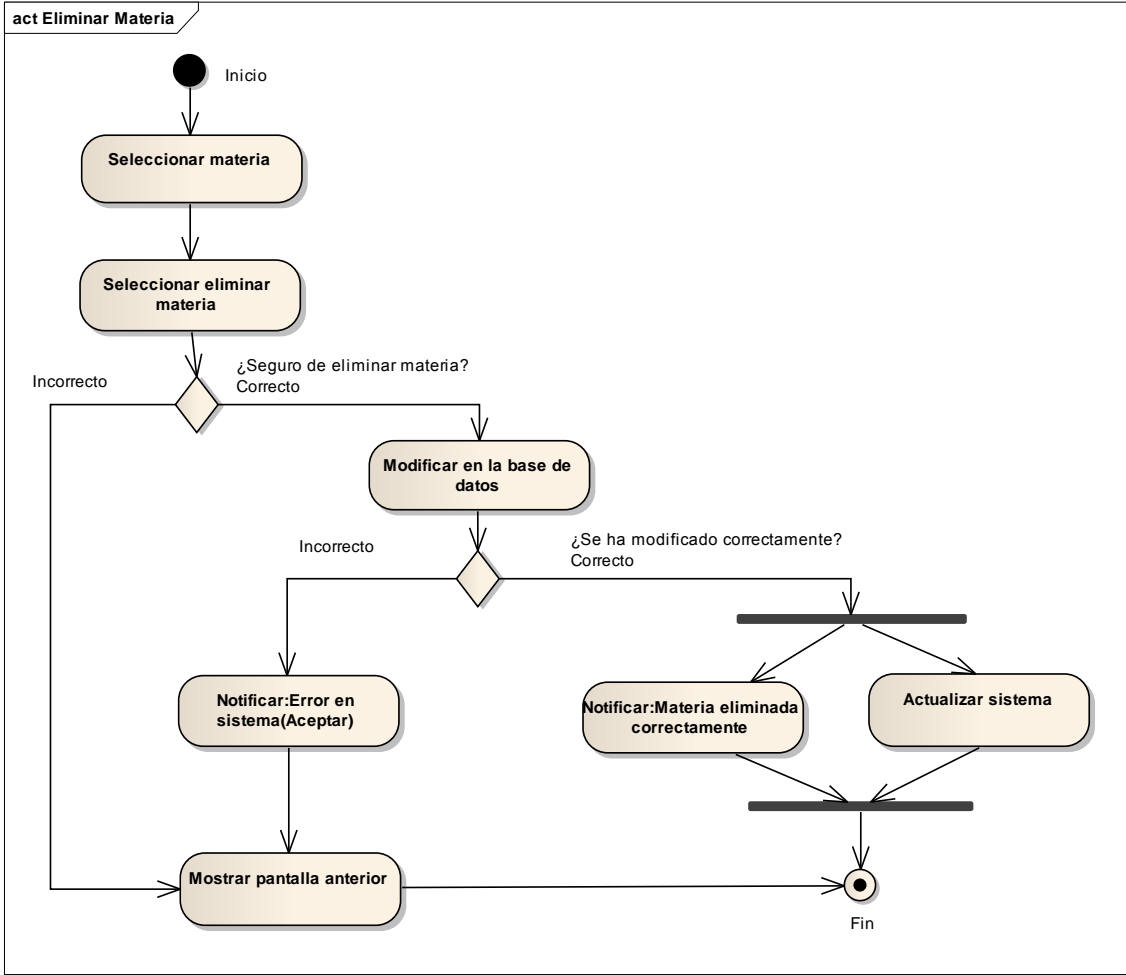 act Eliminar Materia
Inicio
Seleccionar materia
Seleccionar eliminar
materia
¿Seguro de eliminar materia?
Incorrecto
Correcto
Modificar en la base de
datos
¿Se ha modificado correctamente?
Incorrecto
Correcto
Notificar:Error en
sistema(Aceptar)
Notificar:Materia eliminada
correctamente
Actualizar sistema
Mostrar pantalla anterior
Fin